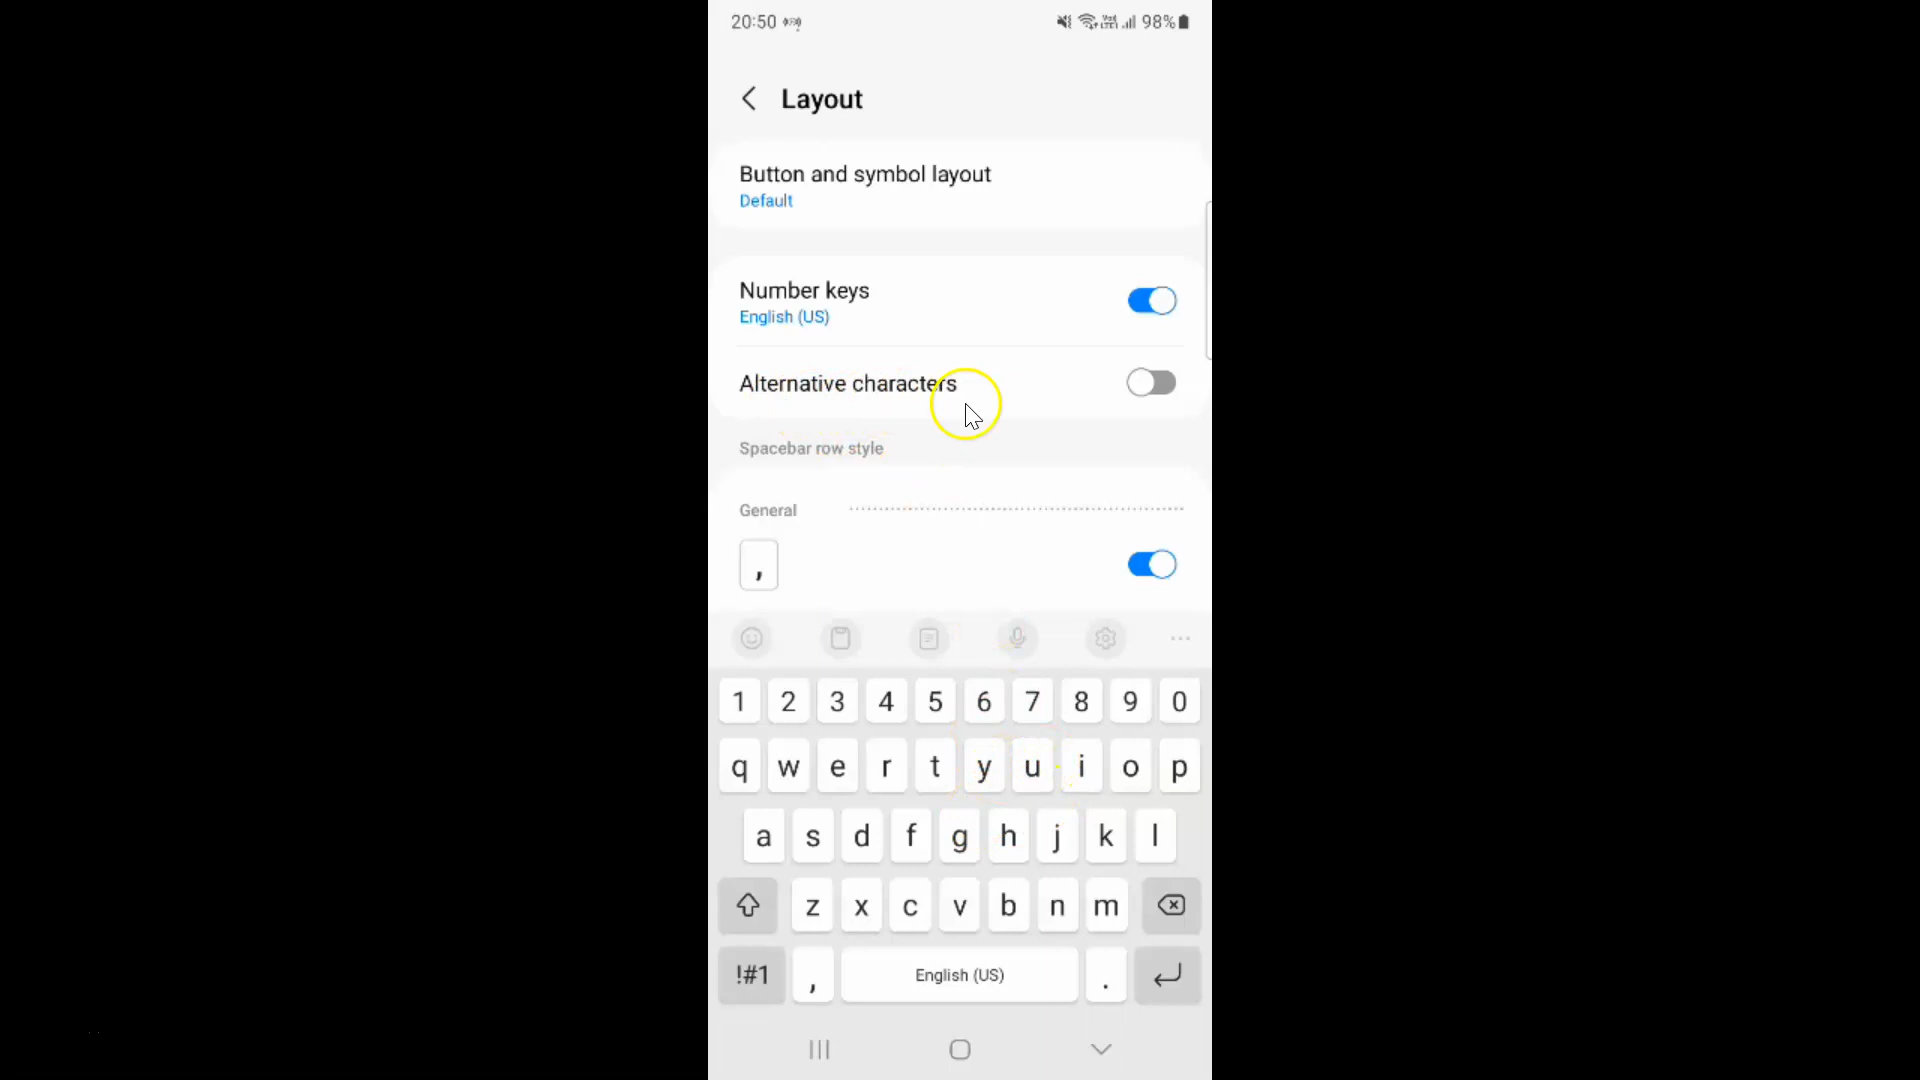 20:50
98%
Layout
Button and symbol layout
Default
Number keys
English (US)
Alternative characters
Spacebar row style
General
,
1 2 3 4 5 6 7 8 9 0
q w e r t y u i o p
a s d f g h j k l
z x c v b n m
!#1 , English (US) .